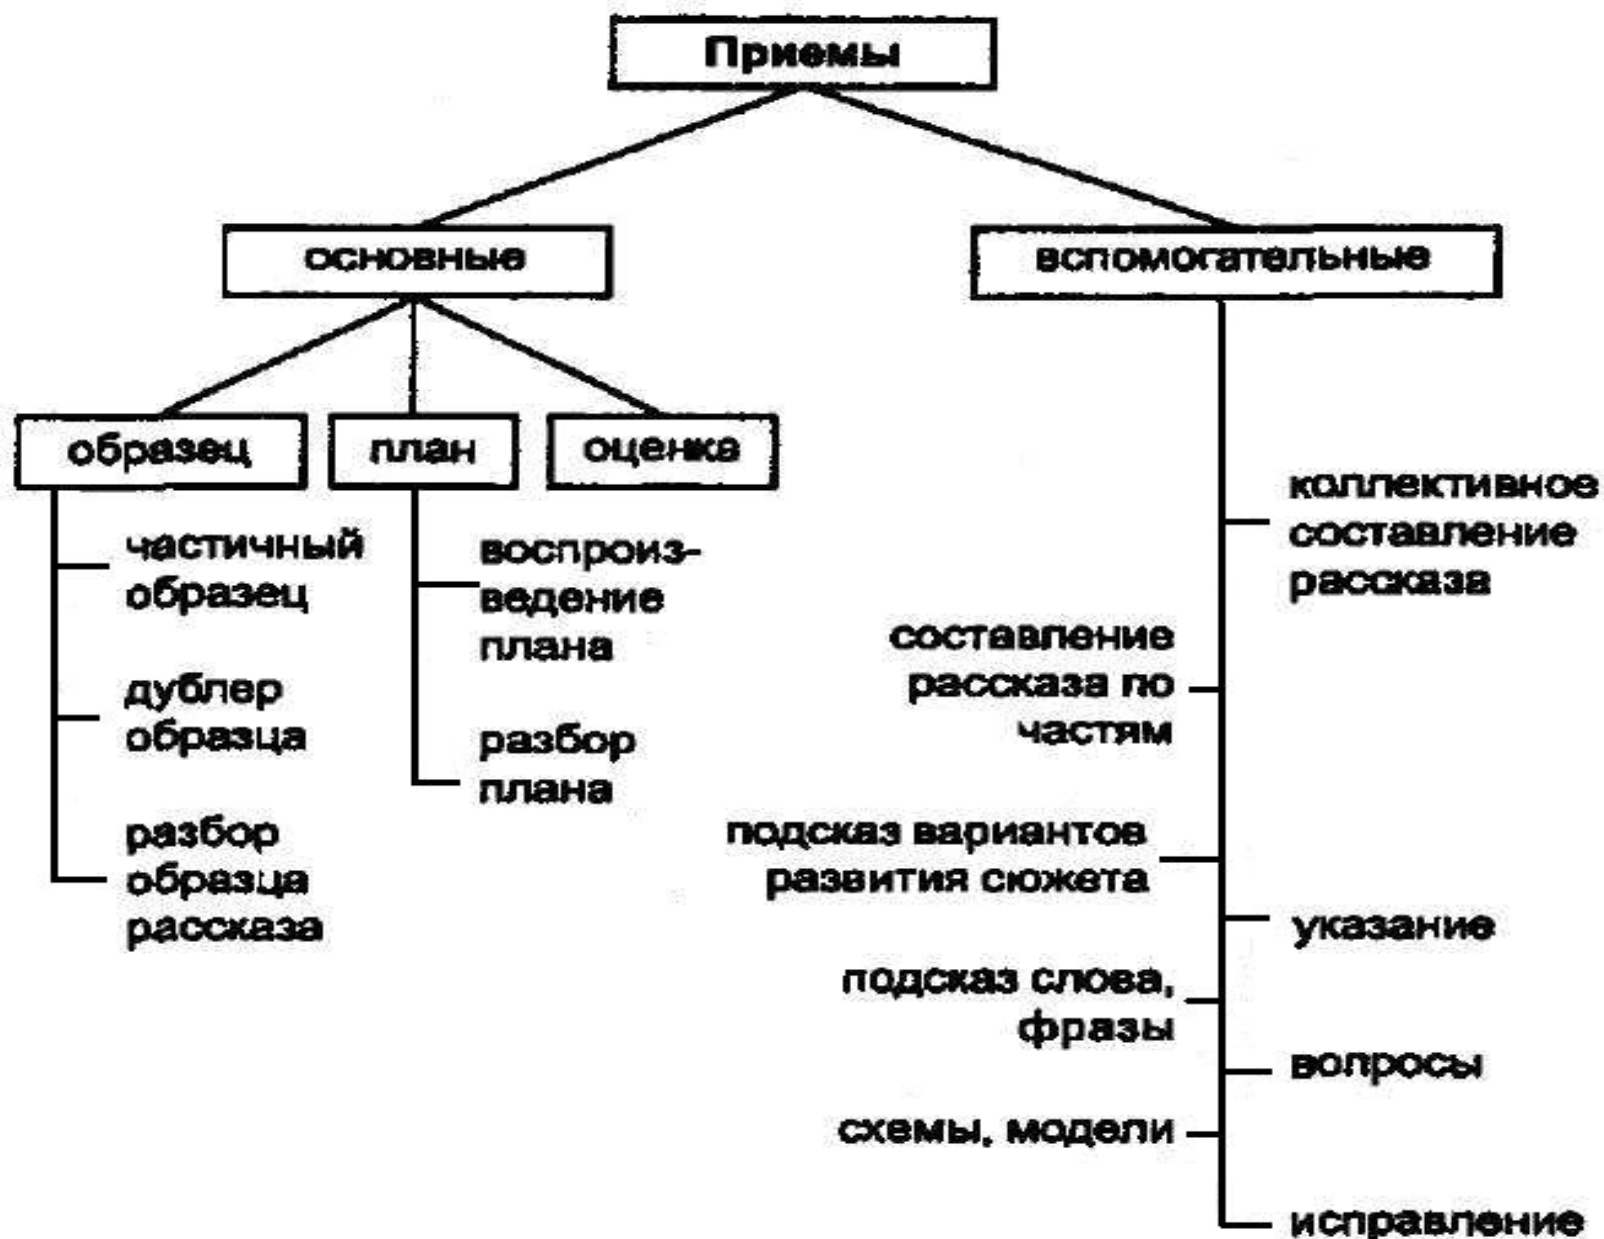 Приемы
основные
вспомогательные
образец
план
оценка
частичный
образец
дублер
образца
разбор
образца
рассказа
воспроиз-
ведение
плана
разбор
плана
коллективное
составление
рассказа
составление
рассказа по
частям
подсказ вариантов
развития сюжета
указание
подсказ слова,
фразы
вопросы
схемы, модели
исправление